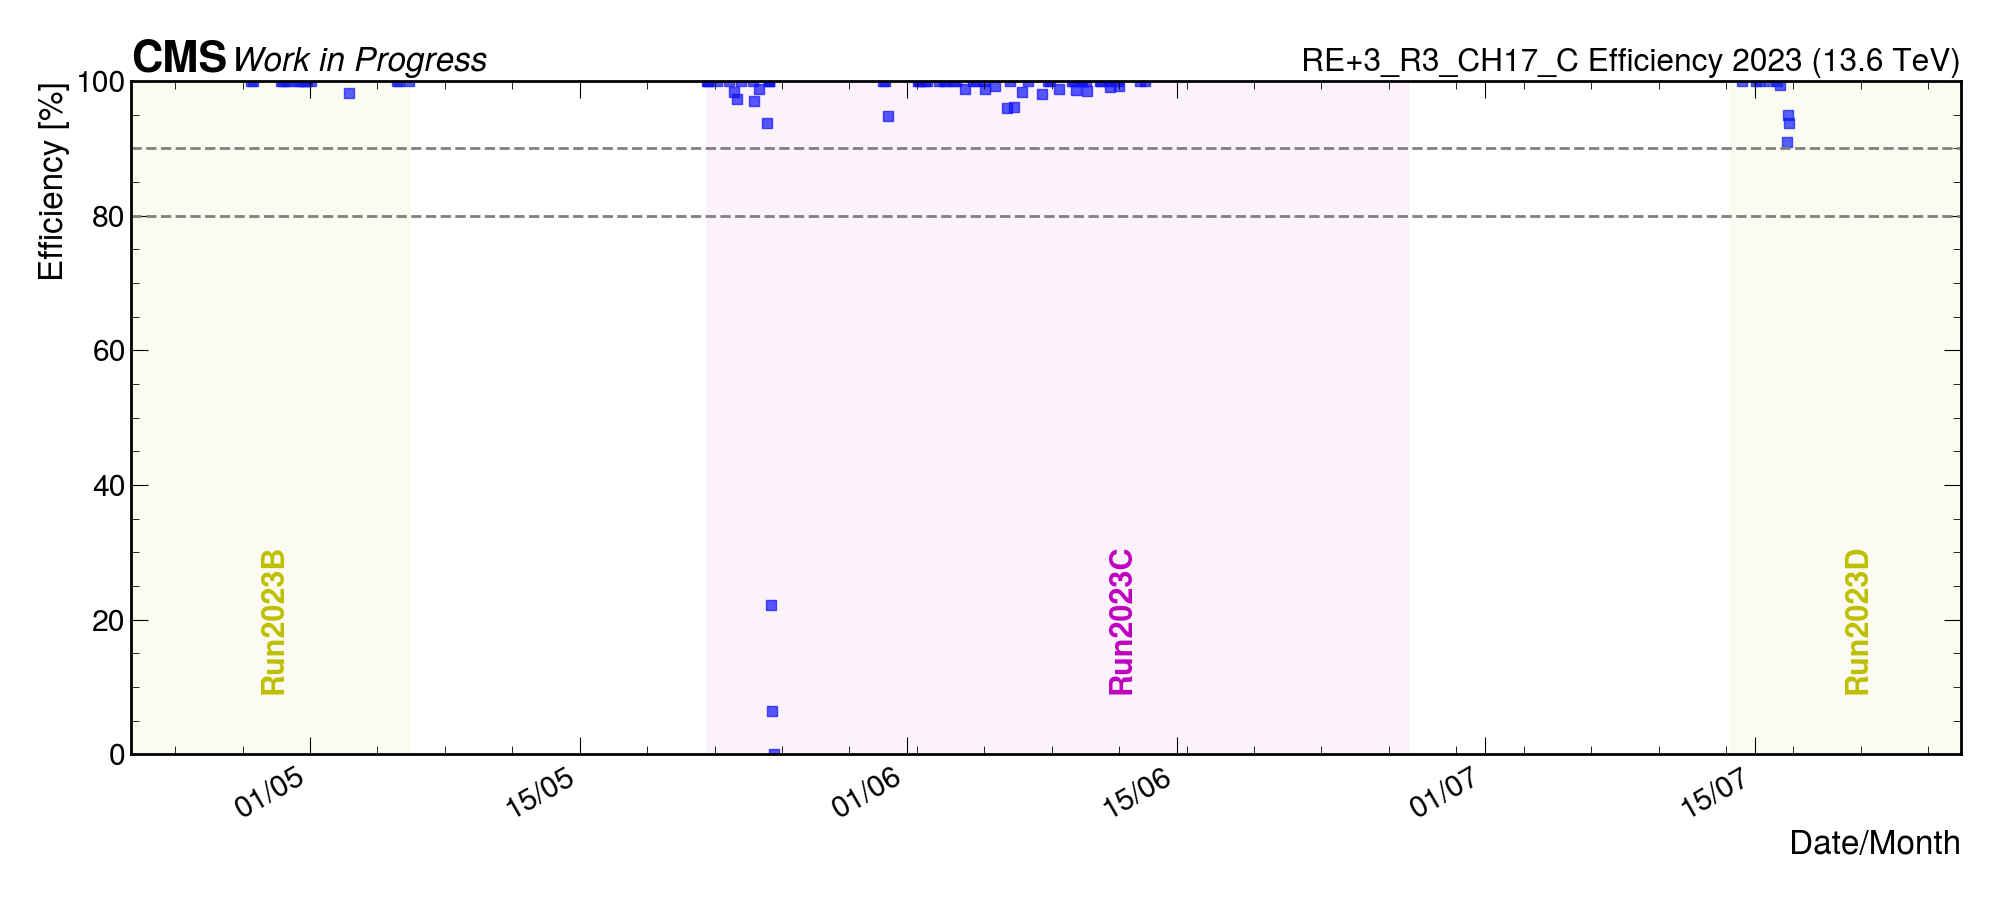 CMS Work in Progress
RE+3_R3_CH17_C Efficiency 2023 (13.6 TeV)
Efficiency [%]
100
80
60
40
20
0
Run2023B
Run2023C
Run2023D
01/05
15/05
01/06
15/06
01/07
15/07
Date/Month